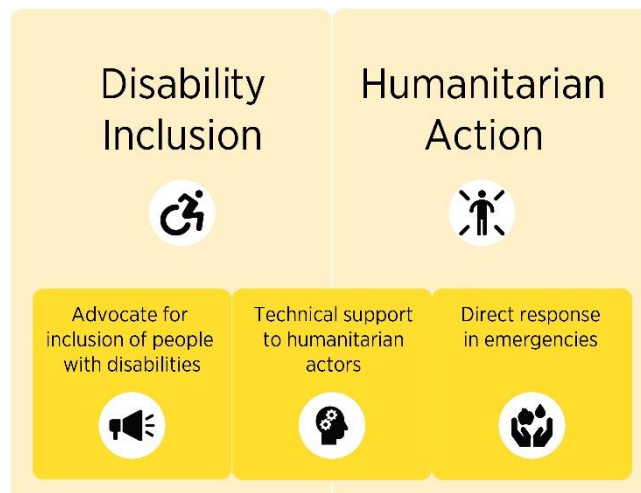 Disability
Inclusion
Humanitarian
Action
Advocate for
inclusion of people
with disabilities
Technical support
to humanitarian
actors
Direct response
in emergencies